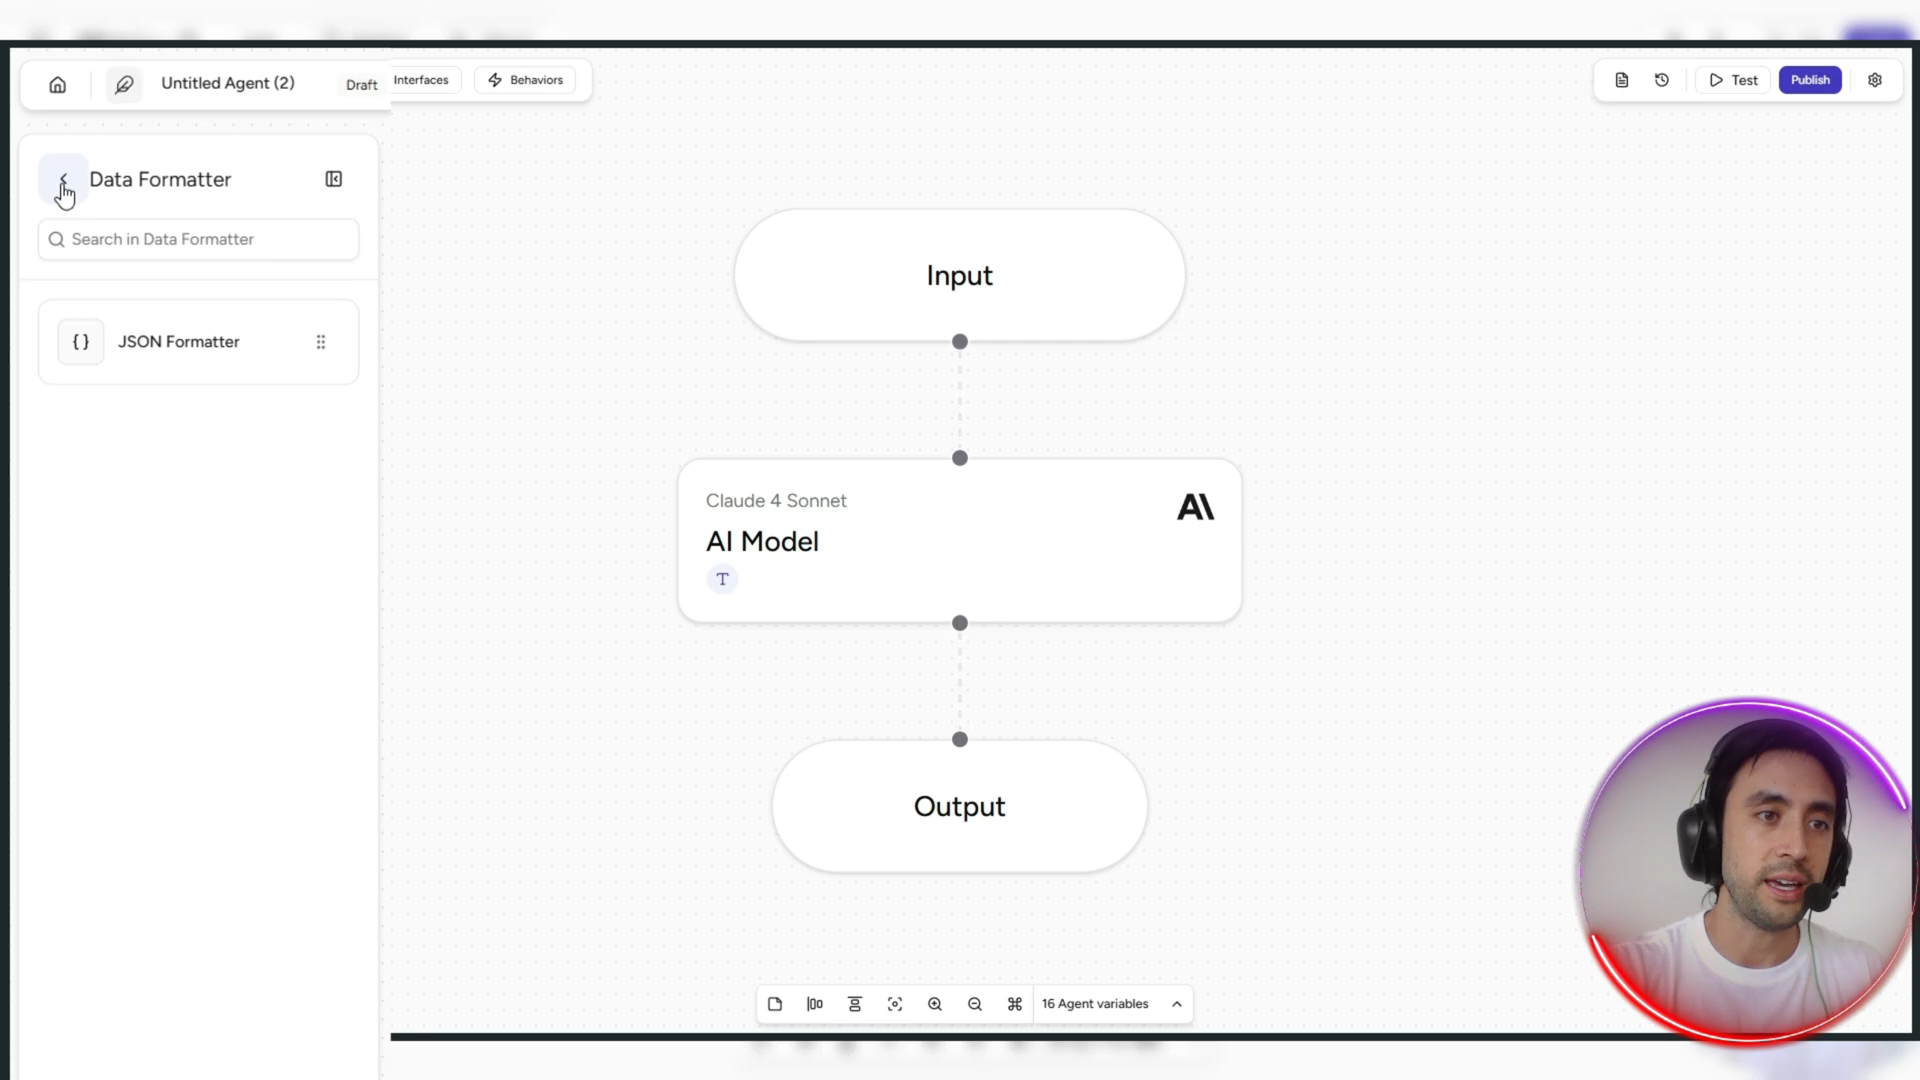 Untitled Agent (2)
Draft
Interfaces
Behaviors
Test
Publish
Data Formatter
Search in Data Formatter
{ } JSON Formatter
Input
Claude 4 Sonnet
AI Model
T
Output
16 Agent variables